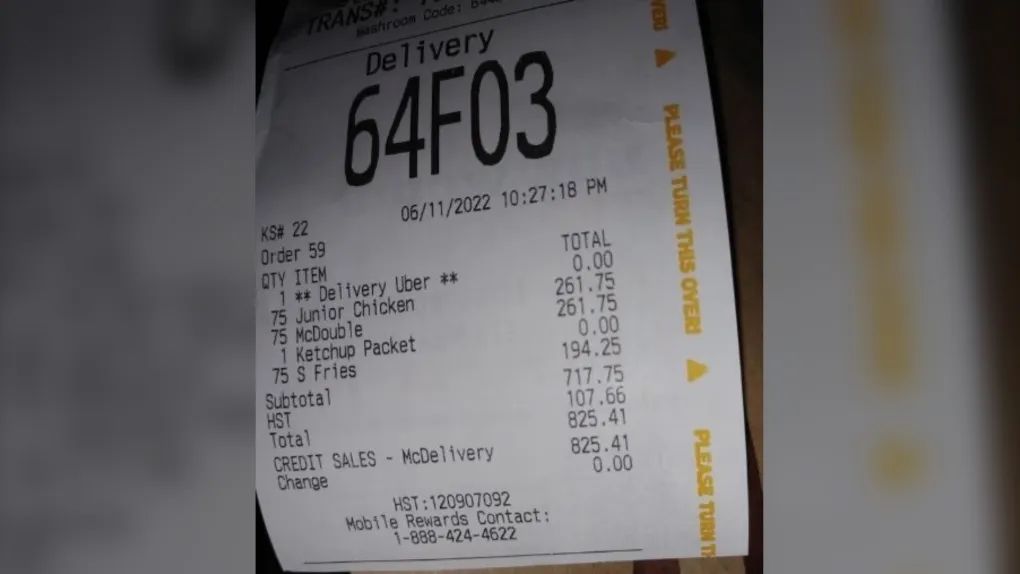 TRANS#:
Washroom Code:
Delivery
64F03
06/11/2022 10:27:18 PM
KS# 22
Order 59
QTY ITEM TOTAL
1 ** Delivery Uber ** 0.00
75 Junior Chicken 261.75
75 McDouble 261.75
1 Ketchup Packet 0.00
75 S Fries 194.25
Subtotal 717.75
HST 107.66
Total 825.41
CREDIT SALES - McDelivery 825.41
Change 0.00
HST:120907092
Mobile Rewards Contact:
1-888-424-4622
PLEASE TURN THIS OVER!
PLEASE TURN